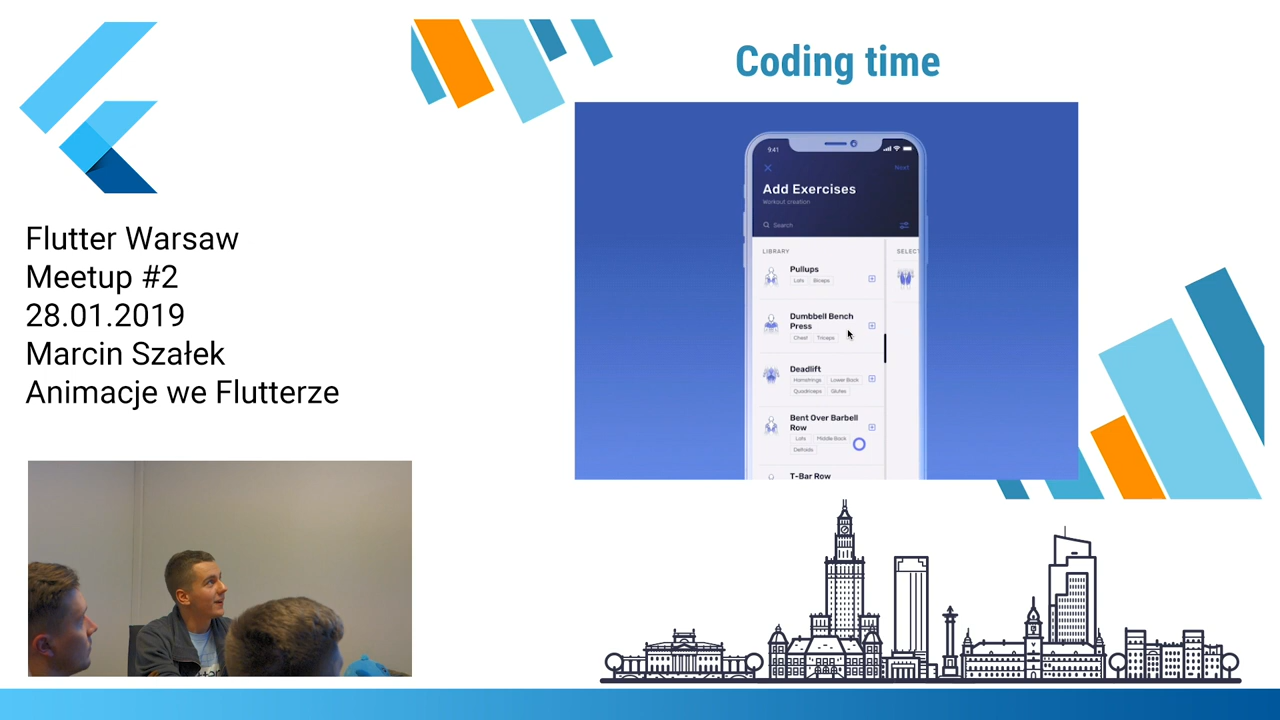 Coding time
Flutter Warsaw
Meetup #2
28.01.2019
Marcin Szałek
Animacje we Flutterze
9:41
Next
Add Exercises
Workout creation
Search
LIBRARY
SELECT
Pullups
Lats Biceps
Dumbbell Bench
Press
Chest Triceps
Deadlift
Hamstrings Lower Back
Quadriceps Glutes
Bent Over Barbell
Row
Lats Middle Back
Deltoids
T-Bar Row